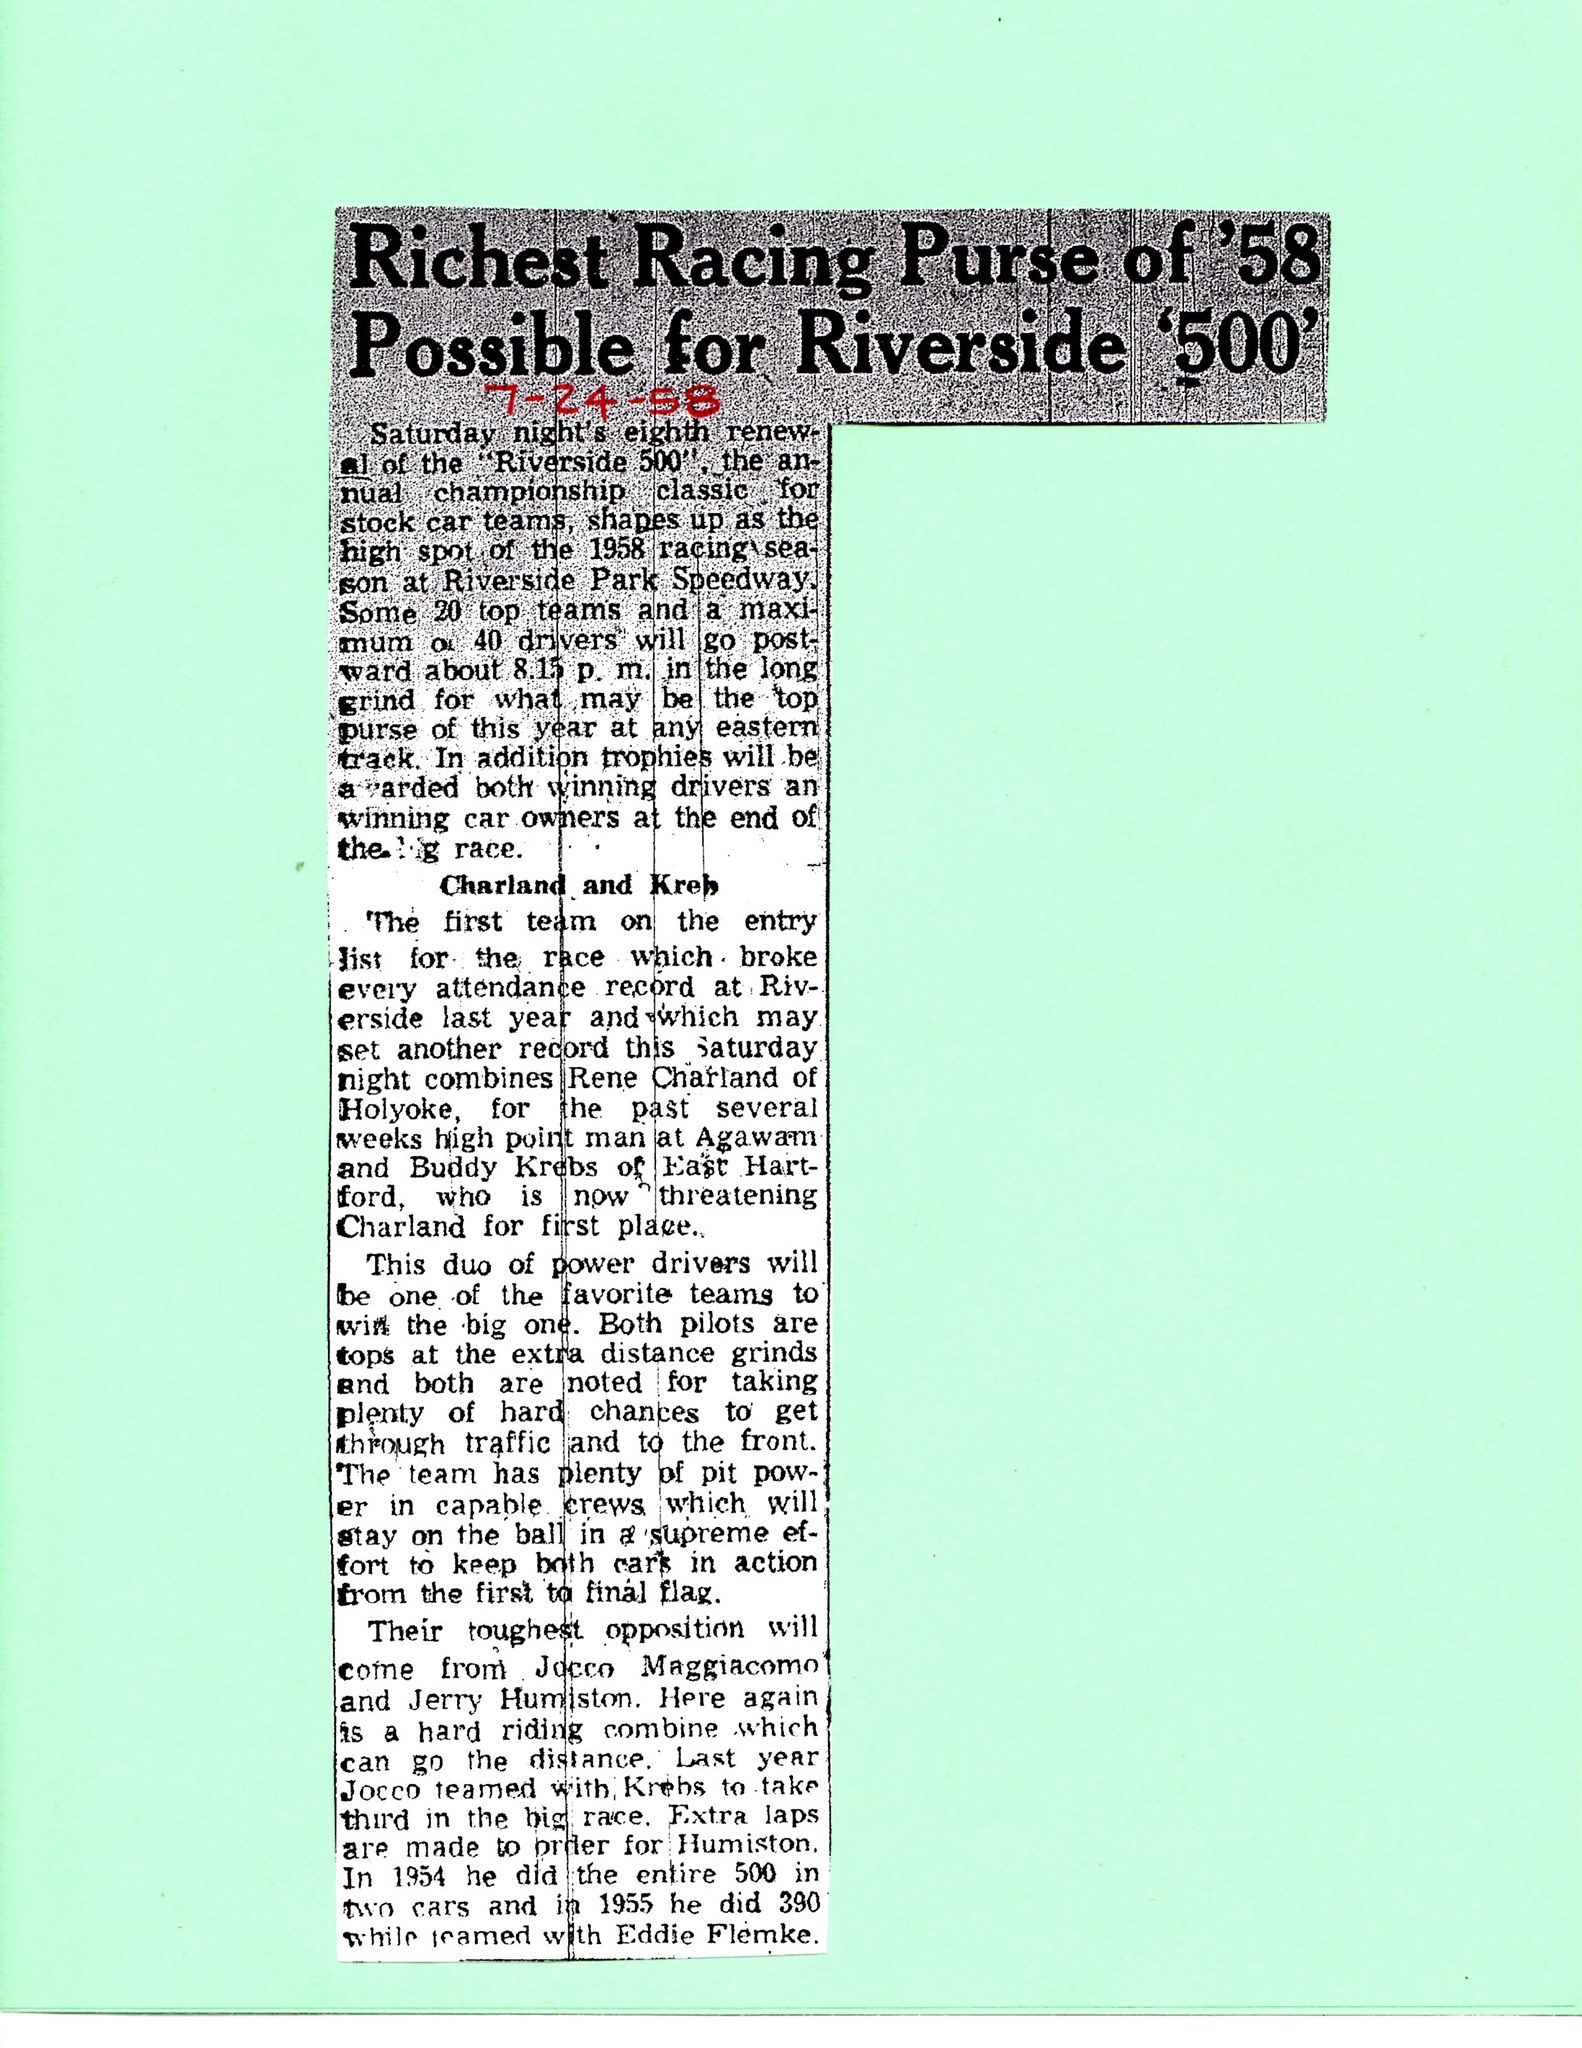 Richest Racing Purse of '58
Possible for Riverside '500'
7-24-58
Saturday night's eighth renew-
al of the "Riverside 500", the an-
nual championship classic for
stock car teams, shapes up as the
high spot of the 1958 racing sea-
son at Riverside Park Speedway.
Some 20 top teams and a maxi-
mum of 40 drivers will go post-
ward about 8.15 p. m. in the long
grind for what may be the top
purse of this year at any eastern
track. In addition trophies will be
awarded both winning drivers an
winning car owners at the end of
the big race.
Charland and Kreb
The first team on the entry
list for the race which broke
every attendance record at Riv-
erside last year and which may
set another record this Saturday
night combines Rene Charland of
Holyoke, for the past several
weeks high point man at Agawam
and Buddy Krebs of East Hart-
ford, who is now threatening
Charland for first place.
This duo of power drivers will
be one of the favorite teams to
win the big one. Both pilots are
tops at the extra distance grinds
and both are noted for taking
plenty of hard chances to get
through traffic and to the front.
The team has plenty of pit pow-
er in capable crews which will
stay on the ball in a supreme ef-
fort to keep both cars in action
from the first to final flag.
Their toughest opposition will
come from Jocco Maggiacomo
and Jerry Humiston. Here again
is a hard riding combine which
can go the distance. Last year
Jocco teamed with Krebs to take
third in the big race. Extra laps
are made to order for Humiston.
In 1954 he did the entire 500 in
two cars and in 1955 he did 390
while teamed with Eddie Flemke.